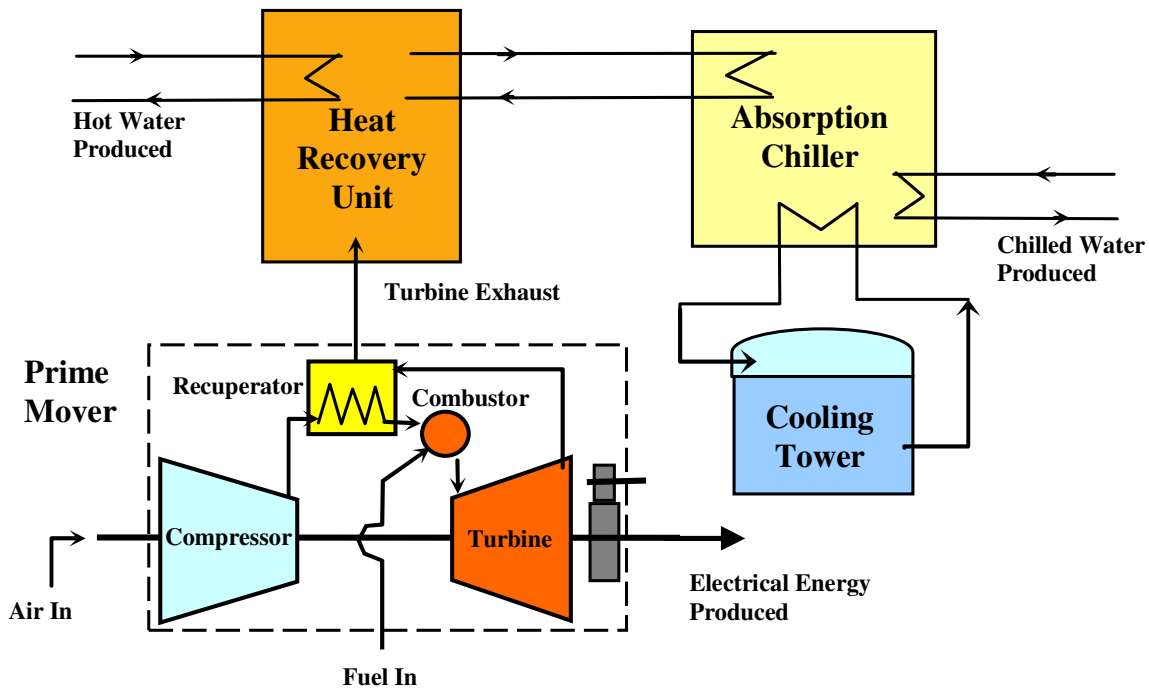 Hot Water
Produced
Heat
Recovery
Unit
Absorption
Chiller
Chilled Water
Produced
Turbine Exhaust
Prime
Mover
Recuperator
Combustor
Cooling
Tower
Compressor
Turbine
Air In
Electrical Energy
Produced
Fuel In